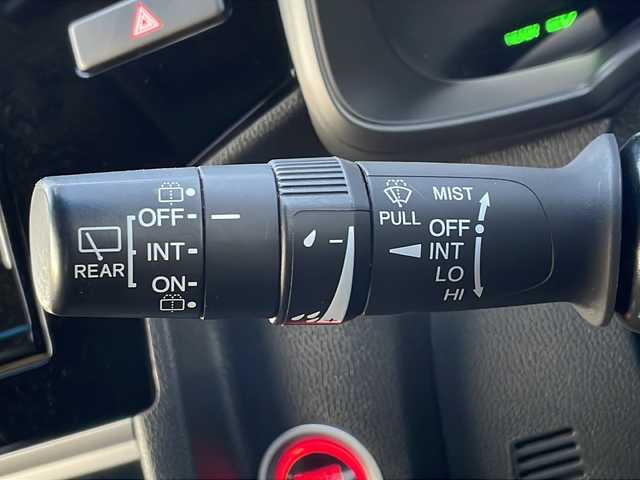 OFF
INT
REAR
ON
PULL
MIST
OFF
INT
LO
HI